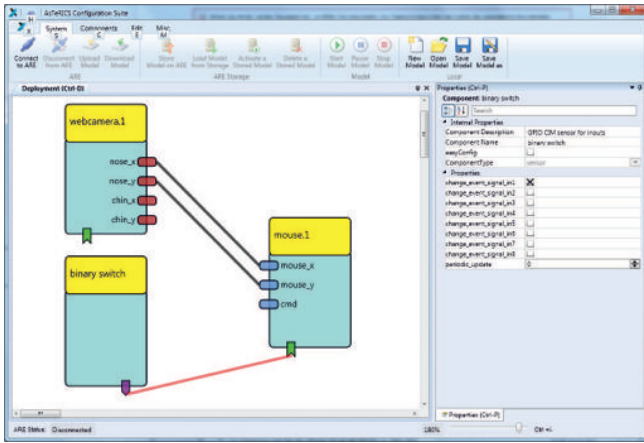 AsTeRICS Configuration Suite
System Components Edit Misc.
S C E M
Connect to ARE
Disconnect from ARE
Upload Model
Download Model
Store Model on ARE
Load Model from Storage
Activate a Stored Model
Delete a Stored Model
Start Model
Pause Model
Stop Model
New Model
Open Model
Save Model
Save Model as
ARE
ARE Storage
Model
Local
Deployment (Ctrl-D)
webcamera.1
nose_x
nose_y
chin_x
chin_y
binary switch
mouse.1
mouse_x
mouse_y
cmd
Properties (Ctrl-P)
Component: binary switch
Search
Internal Properties
Component Description GPIO CIM sensor for inputs
Component Name binary switch
easyConfig
ComponentType sensor
Properties
change_event_signal_in1
change_event_signal_in2
change_event_signal_in3
change_event_signal_in4
change_event_signal_in5
change_event_signal_in6
change_event_signal_in7
change_event_signal_in8
periodic_update 0
Properties (Ctrl-P)
ARE Status: Disconnected
180%
Ctrl +/-